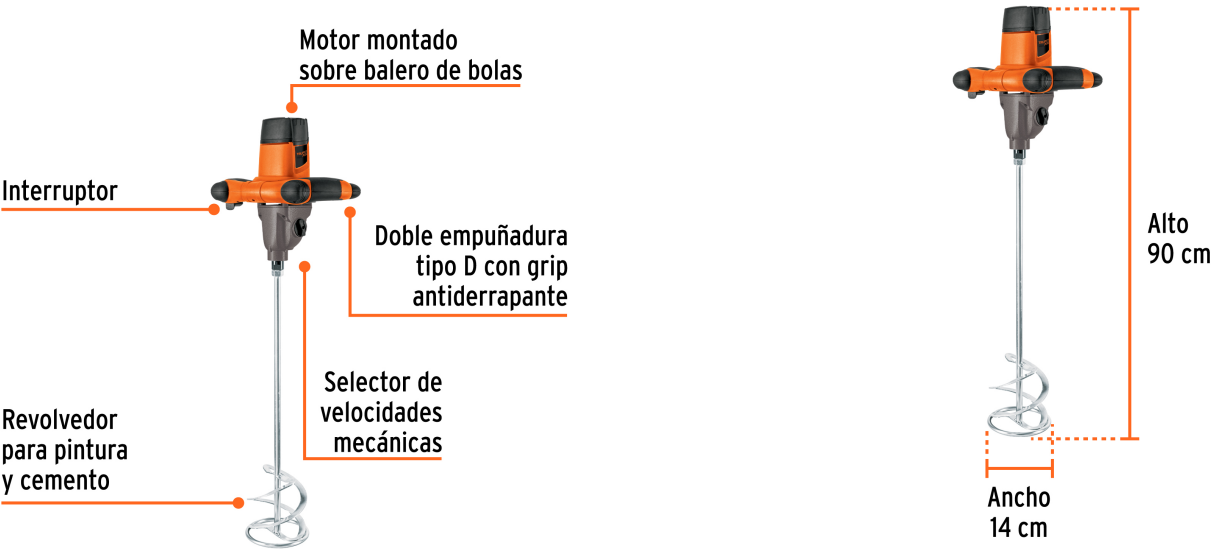 Motor montado
sobre balero de bolas
Interruptor
Doble empuñadura
tipo D con grip
antiderrapante
Selector de
velocidades
mecánicas
Revolvedor
para pintura
y cemento
Alto
90 cm
Ancho
14 cm